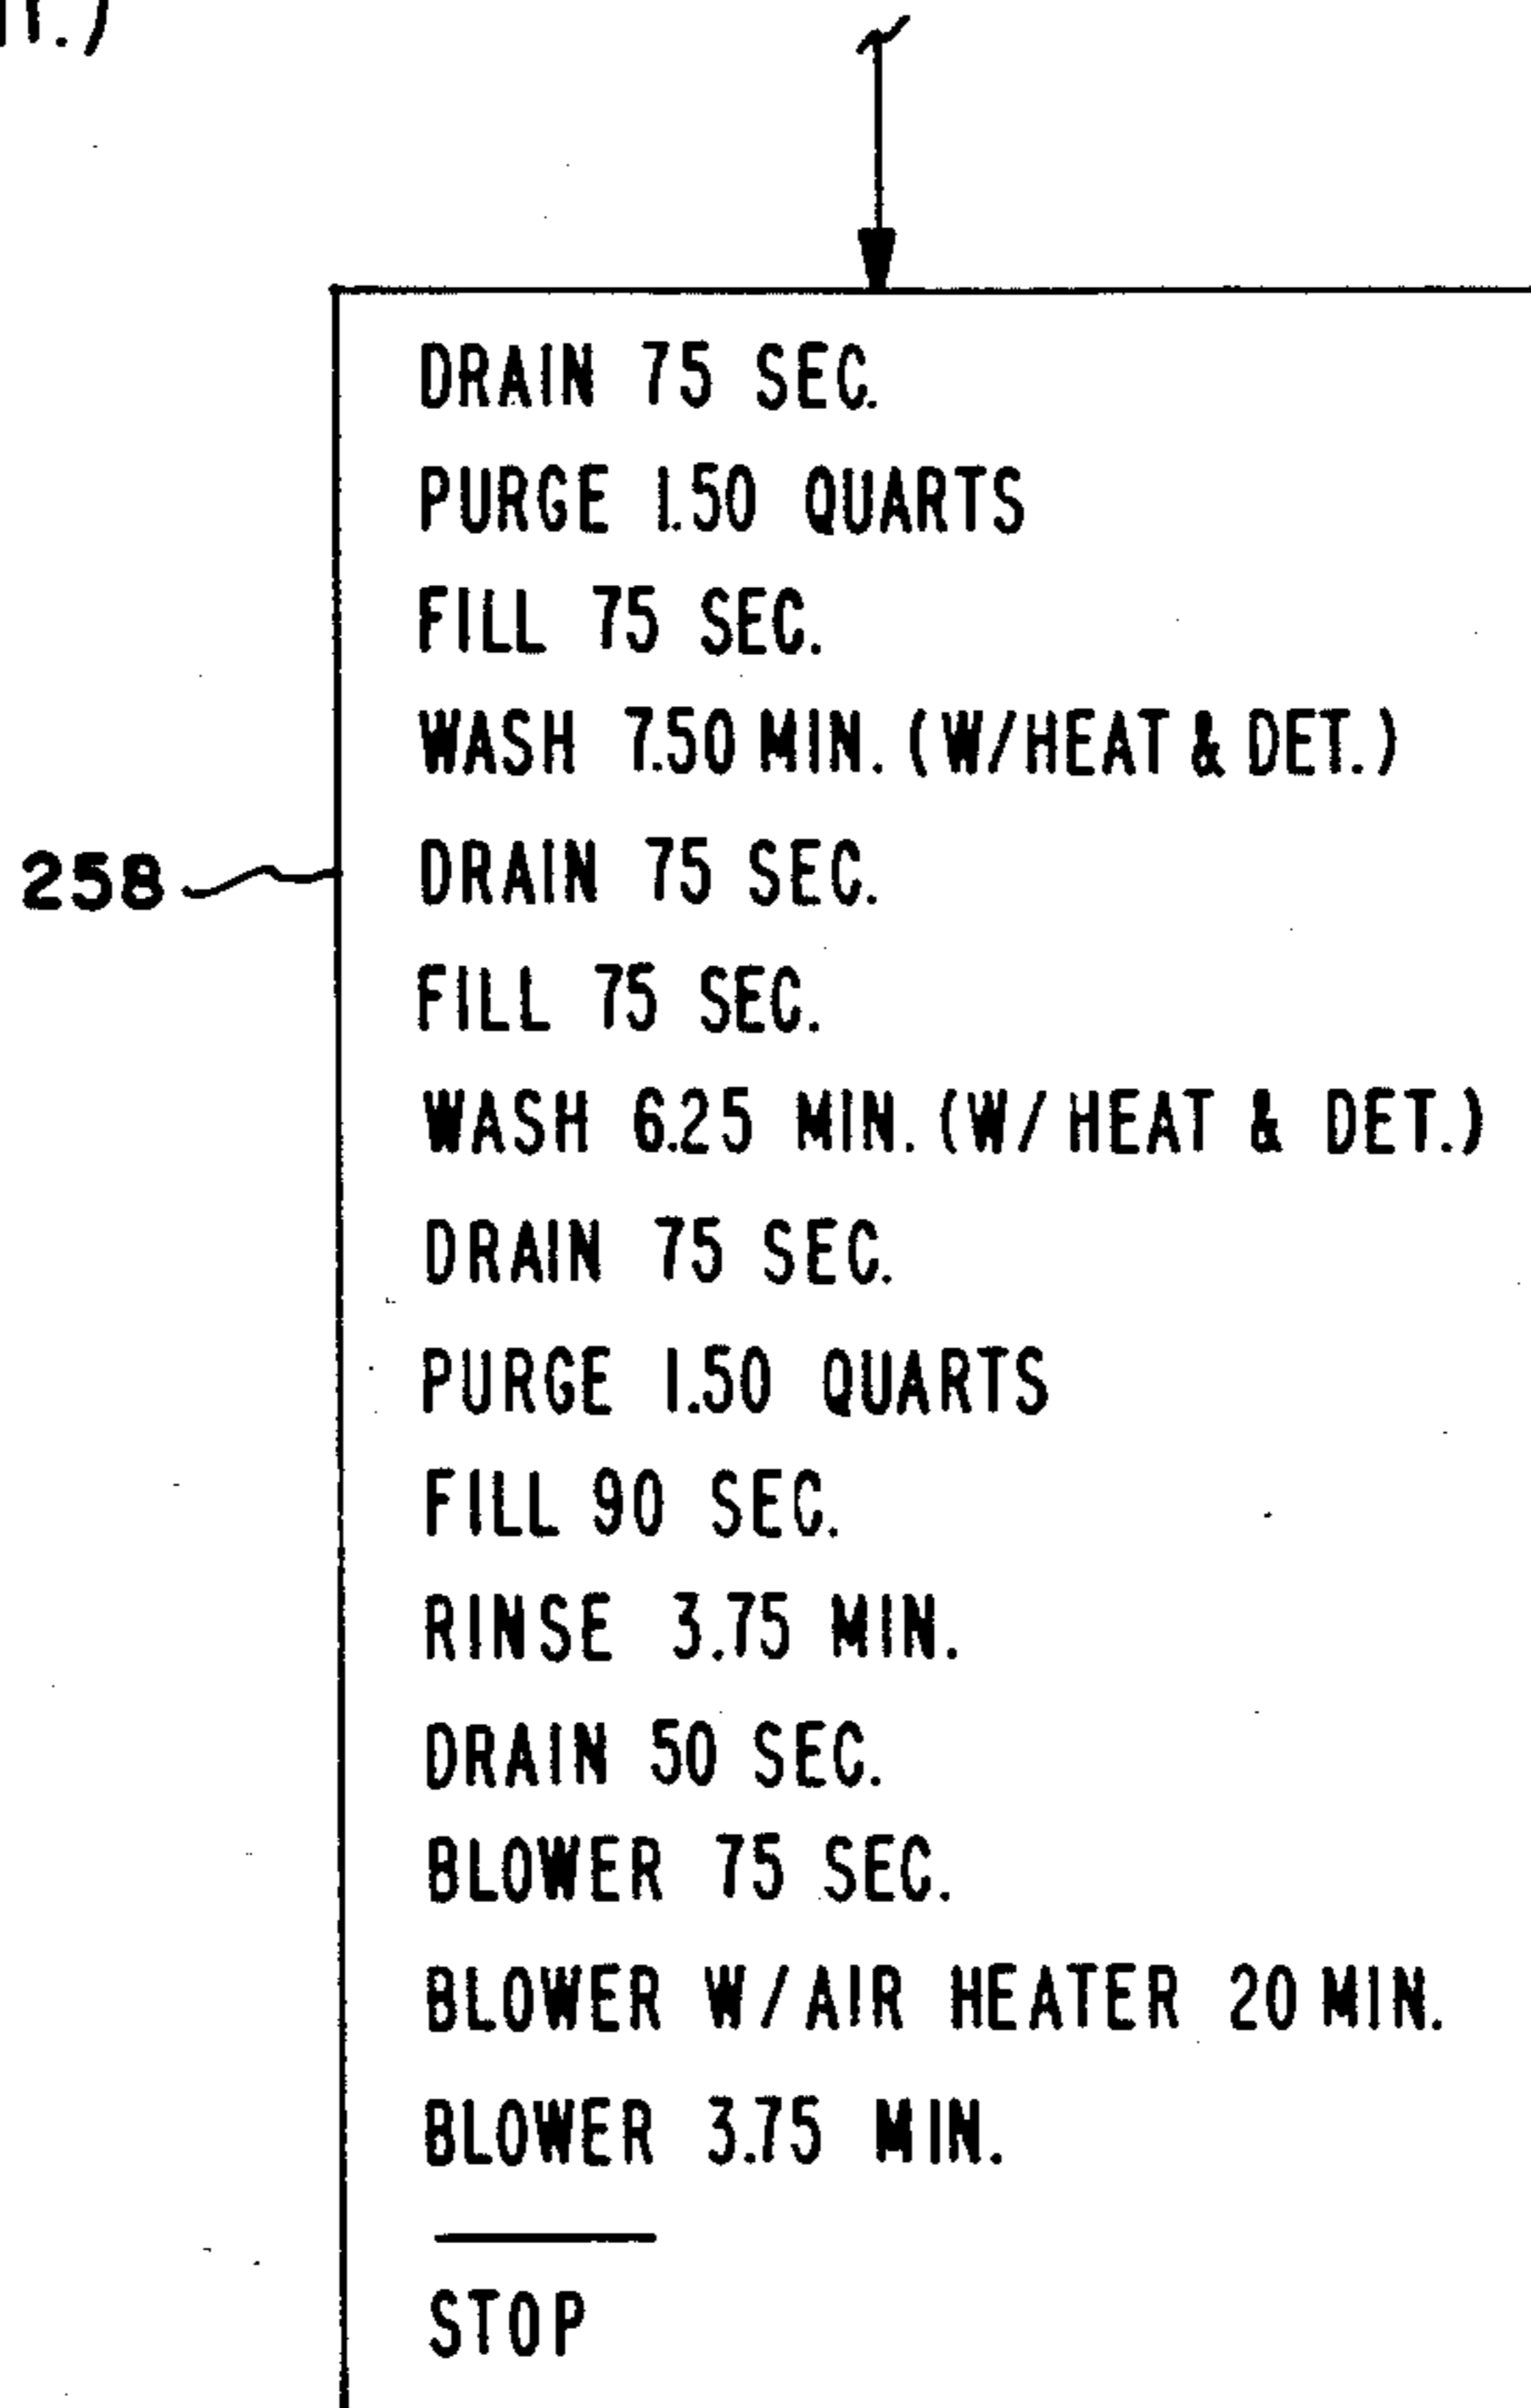 DRAIN 75 SEC.
PURGE 1.50 QUARTS
FILL 75 SEC.
WASH 7.50 MIN. (W/HEAT & DET.)
258
DRAIN 75 SEC.
FILL 75 SEC.
WASH 6.25 MIN. (W/HEAT & DET.)
DRAIN 75 SEC.
PURGE 1.50 QUARTS
FILL 90 SEC.
RINSE 3.75 MIN.
DRAIN 50 SEC.
BLOWER 75 SEC.
BLOWER W/AIR HEATER 20 MIN.
BLOWER 3.75 MIN.
STOP